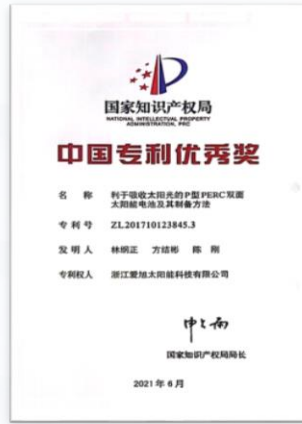 国家知识产权局
NATIONAL INTELLECTUAL PROPERTY
ADMINISTRATION, PRC
中国专利优秀奖
名 称 利于吸收太阳光的P型PERC双面
太阳能电池及其制备方法
专 利 号 ZL201710123845.3
发 明 人 林纲正 方结彬 陈 刚
专利权人 浙江爱旭太阳能科技有限公司
申长雨
国家知识产权局局长
2021 年 6 月